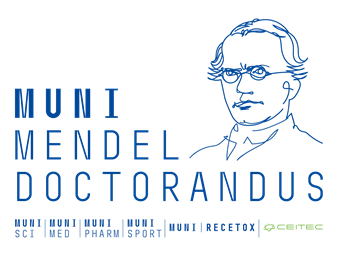 MUNI
MENDEL
DOCTORANDUS
MUNI SCI | MUNI MED | MUNI PHARM | MUNI SPORT | MUNI | RECETOX | CEITEC